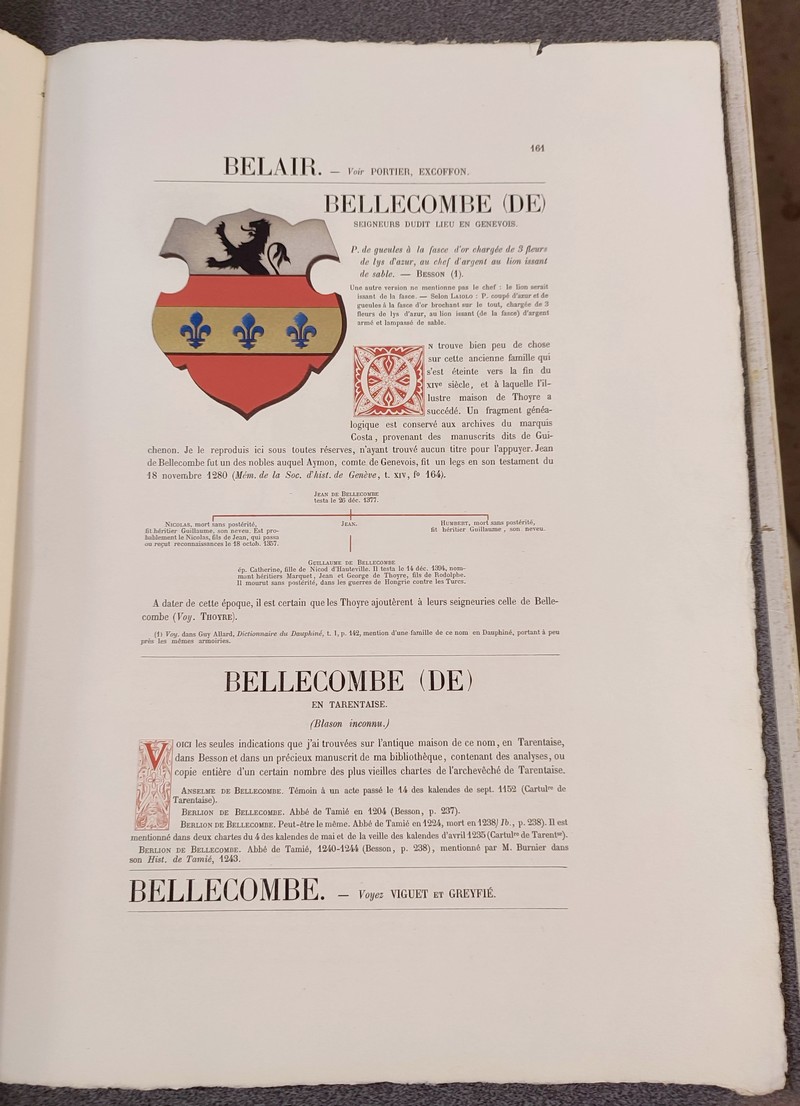 161
BELAIR. — Voir PORTIER, EXCOFFON.
BELLECOMBE (DE)
SEIGNEURS DUDIT LIEU EN GENEVOIS.
P. de gueules à la fasce d'or chargée de 3 fleurs
de lys d'azur, au chef d'argent au lion issant
de sable. — BESSON (1).
Une autre version ne mentionne pas le chef : le lion serait
issant de la fasce. — Selon LAIOLO : P. coupé d'azur et de
gueules à la fasce d'or brochant sur le tout, chargée de 3
fleurs de lys d'azur, au lion issant (de la fasce) d'argent
armé et lampassé de sable.
ON trouve bien peu de chose
sur cette ancienne famille qui
s'est éteinte vers la fin du
XIVe siècle, et à laquelle l'il-
lustre maison de Thoyre a
succédé. Un fragment généa-
logique est conservé aux archives du marquis
Costa, provenant des manuscrits dits de Gui-
chenon. Je le reproduis ici sous toutes réserves, n'ayant trouvé aucun titre pour l'appuyer. Jean
de Bellecombe fut un des nobles auquel Aymon, comte de Genevois, fit un legs en son testament du
18 novembre 1280 (Mém. de la Soc. d'hist. de Genève, t. XIV, fo 164).
JEAN DE BELLECOMBE
testa le 26 déc. 1377.
NICOLAS, mort sans postérité,
fit héritier Guillaume, son neveu. Est pro-
bablement le Nicolas, fils de Jean, qui passa
ou reçut reconnaissances le 18 octob. 1357.
JEAN.
HUMBERT, mort sans postérité,
fit héritier Guillaume, son neveu.
GUILLAUME DE BELLECOMBE
ép. Catherine, fille de Nicod d'Hauteville. Il testa le 14 déc. 1394, nom-
mant héritiers Marquet, Jean et George de Thoyre, fils de Rodolphe.
Il mourut sans postérité, dans les guerres de Hongrie contre les Turcs.
A dater de cette époque, il est certain que les Thoyre ajoutèrent à leurs seigneuries celle de Belle-
combe (Voy. THOYRE).
(1) Voy. dans Guy Allard, Dictionnaire du Dauphiné, t. I, p. 142, mention d'une famille de ce nom en Dauphiné, portant à peu
près les mêmes armoiries.
BELLECOMBE (DE)
EN TARENTAISE.
(Blason inconnu.)
VOICI les seules indications que j'ai trouvées sur l'antique maison de ce nom, en Tarentaise,
dans Besson et dans un précieux manuscrit de ma bibliothèque, contenant des analyses, ou
copie entière d'un certain nombre des plus vieilles chartes de l'archevêché de Tarentaise.
ANSELME DE BELLECOMBE. Témoin à un acte passé le 14 des kalendes de sept. 1152 (Cartulre de
Tarentaise).
BERLION DE BELLECOMBE. Abbé de Tamié en 1204 (Besson, p. 237).
BERLION DE BELLECOMBE. Peut-être le même. Abbé de Tamié en 1224, mort en 1238 (Ib., p. 238). Il est
mentionné dans deux chartes du 4 des kalendes de mai et de la veille des kalendes d'avril 1235 (Cartulre de Tarentse).
BERLION DE BELLECOMBE. Abbé de Tamié, 1240-1244 (Besson, p. 238), mentionné par M. Burnier dans
son Hist. de Tamié, 1243.
BELLECOMBE. — Voyez VIGUET ET GREYFIÉ.